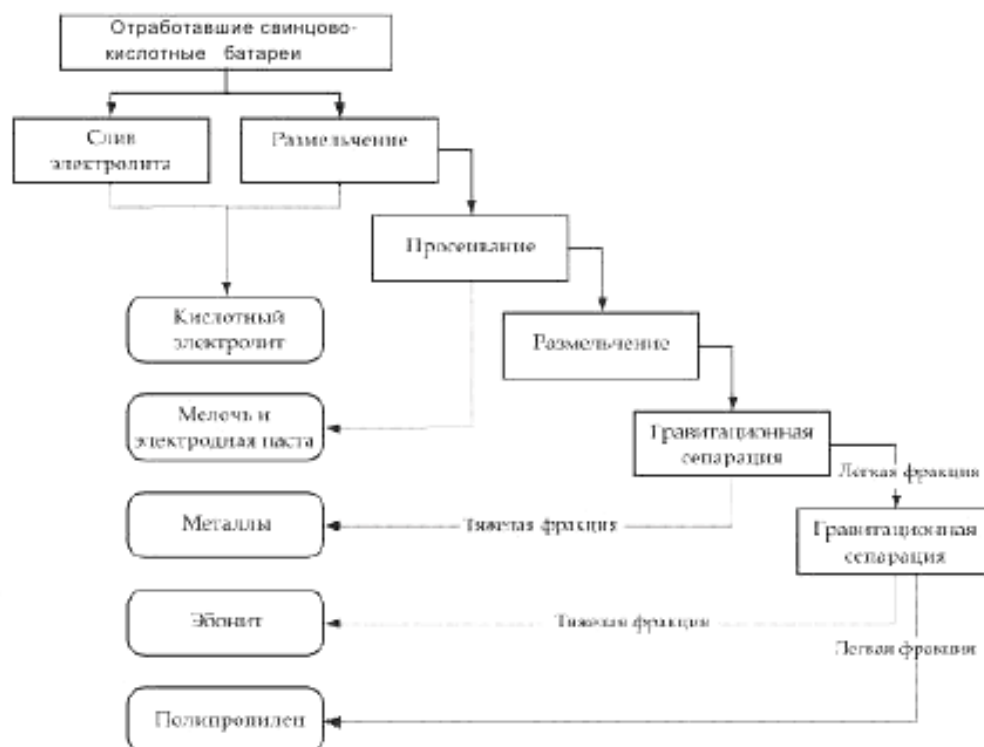 Отработавшие свинцово-
кислотные батареи
Слив
электролита
Размельчение
Просеивание
Кислотный
электролит
Размельчение
Мелочь и
электродная паста
Гравитационная
сепарация
Легкая фракция
Металлы
Тяжелая фракция
Гравитационная
сепарация
Эбонит
Тяжелая фракция
Легкая фракция
Полипропилен